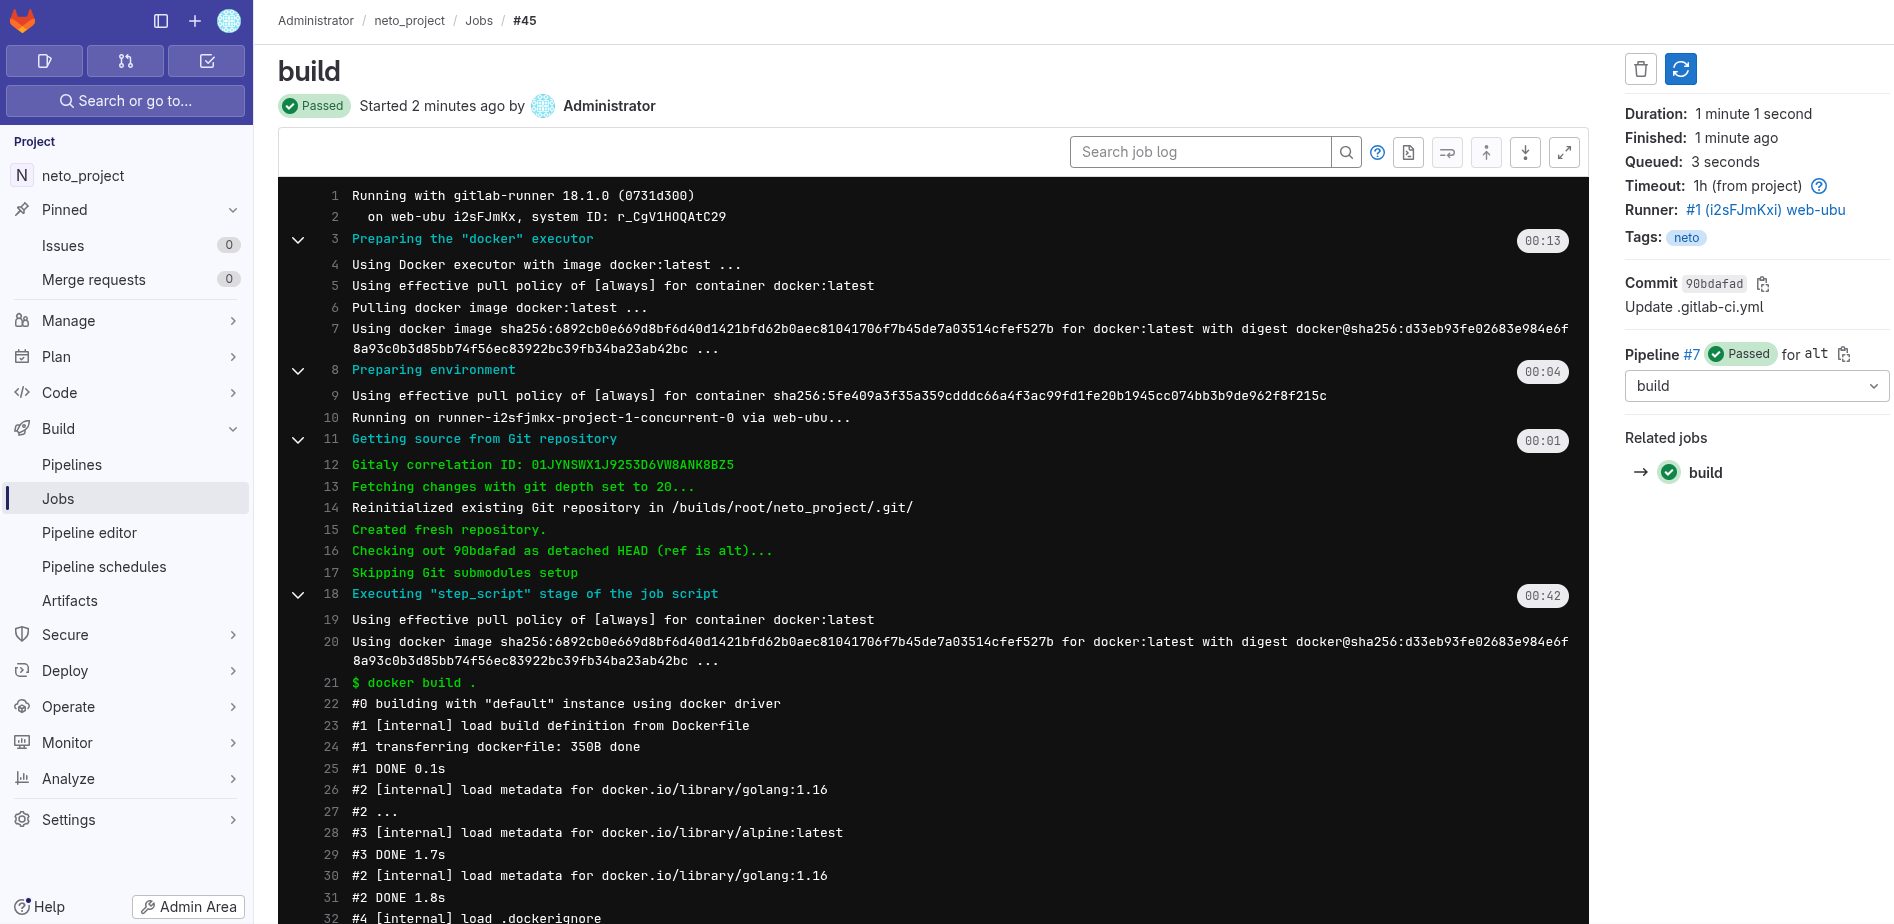 Administrator / neto_project / Jobs / #45
Search or go to...
Project
N neto_project
Pinned
Issues 0
Merge requests 0
Manage
Plan
Code
Build
Pipelines
Jobs
Pipeline editor
Pipeline schedules
Artifacts
Secure
Deploy
Operate
Monitor
Analyze
Settings
Help
Admin Area
build
Passed Started 2 minutes ago by Administrator
Search job log
1 Running with gitlab-runner 18.1.0 (0731d300)
2 on web-ubu i2sFJmKx, system ID: r_CgV1HOQAtC29
3 Preparing the "docker" executor 00:13
4 Using Docker executor with image docker:latest ...
5 Using effective pull policy of [always] for container docker:latest
6 Pulling docker image docker:latest ...
7 Using docker image sha256:6892cb0e669d8bf6d40d1421bfd62b0aec81041706f7b45de7a03514cfef527b for docker:latest with digest docker@sha256:d33eb93fe02683e984e6f
8a93c0b3d85bb74f56ec83922bc39fb34ba23ab42bc ...
8 Preparing environment 00:04
9 Using effective pull policy of [always] for container sha256:5fe409a3f35a359cdddc66a4f3ac99fd1fe20b1945cc074bb3b9de962f8f215c
10 Running on runner-i2sfjmkx-project-1-concurrent-0 via web-ubu...
11 Getting source from Git repository 00:01
12 Gitaly correlation ID: 01JYNSWX1J9253D6VW8ANK8BZ5
13 Fetching changes with git depth set to 20...
14 Reinitialized existing Git repository in /builds/root/neto_project/.git/
15 Created fresh repository.
16 Checking out 90bdafad as detached HEAD (ref is alt)...
17 Skipping Git submodules setup
18 Executing "step_script" stage of the job script 00:42
19 Using effective pull policy of [always] for container docker:latest
20 Using docker image sha256:6892cb0e669d8bf6d40d1421bfd62b0aec81041706f7b45de7a03514cfef527b for docker:latest with digest docker@sha256:d33eb93fe02683e984e6f
8a93c0b3d85bb74f56ec83922bc39fb34ba23ab42bc ...
21 $ docker build .
22 #0 building with "default" instance using docker driver
23 #1 [internal] load build definition from Dockerfile
24 #1 transferring dockerfile: 350B done
25 #1 DONE 0.1s
26 #2 [internal] load metadata for docker.io/library/golang:1.16
27 #2 ...
28 #3 [internal] load metadata for docker.io/library/alpine:latest
29 #3 DONE 1.7s
30 #2 [internal] load metadata for docker.io/library/golang:1.16
31 #2 DONE 1.8s
32 #4 [internal] load .dockerignore
Duration: 1 minute 1 second
Finished: 1 minute ago
Queued: 3 seconds
Timeout: 1h (from project)
Runner: #1 (i2sFJmKxi) web-ubu
Tags: neto
Commit 90bdafad
Update .gitlab-ci.yml
Pipeline #7 Passed for alt
build
Related jobs
→ build